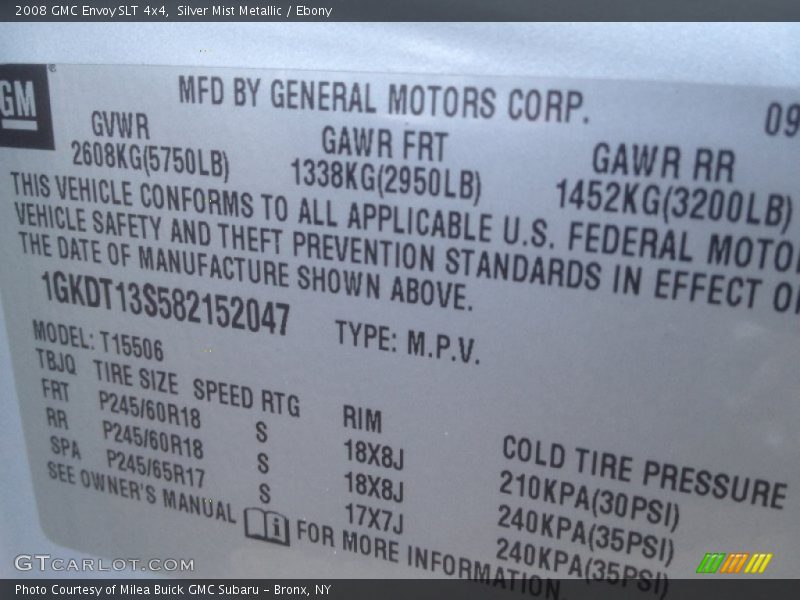 2008 GMC Envoy SLT 4x4, Silver Mist Metallic / Ebony
GM
MFD BY GENERAL MOTORS CORP.
09
GVWR GAWR FRT GAWR RR
2608KG(5750LB) 1338KG(2950LB) 1452KG(3200LB)
THIS VEHICLE CONFORMS TO ALL APPLICABLE U.S. FEDERAL MOTO
VEHICLE SAFETY AND THEFT PREVENTION STANDARDS IN EFFECT O
THE DATE OF MANUFACTURE SHOWN ABOVE.
1GKDT13S582152047 TYPE: M.P.V.
MODEL: T15506
TBJQ TIRE SIZE SPEED RTG RIM COLD TIRE PRESSURE
FRT P245/60R18 S 18X8J 210KPA(30PSI)
RR P245/60R18 S 18X8J 240KPA(35PSI)
SPA P245/65R17 S 17X7J 240KPA(35PSI)
SEE OWNER'S MANUAL FOR MORE INFORMATION
GTCARLOT.COM
Photo Courtesy of Milea Buick GMC Subaru - Bronx, NY